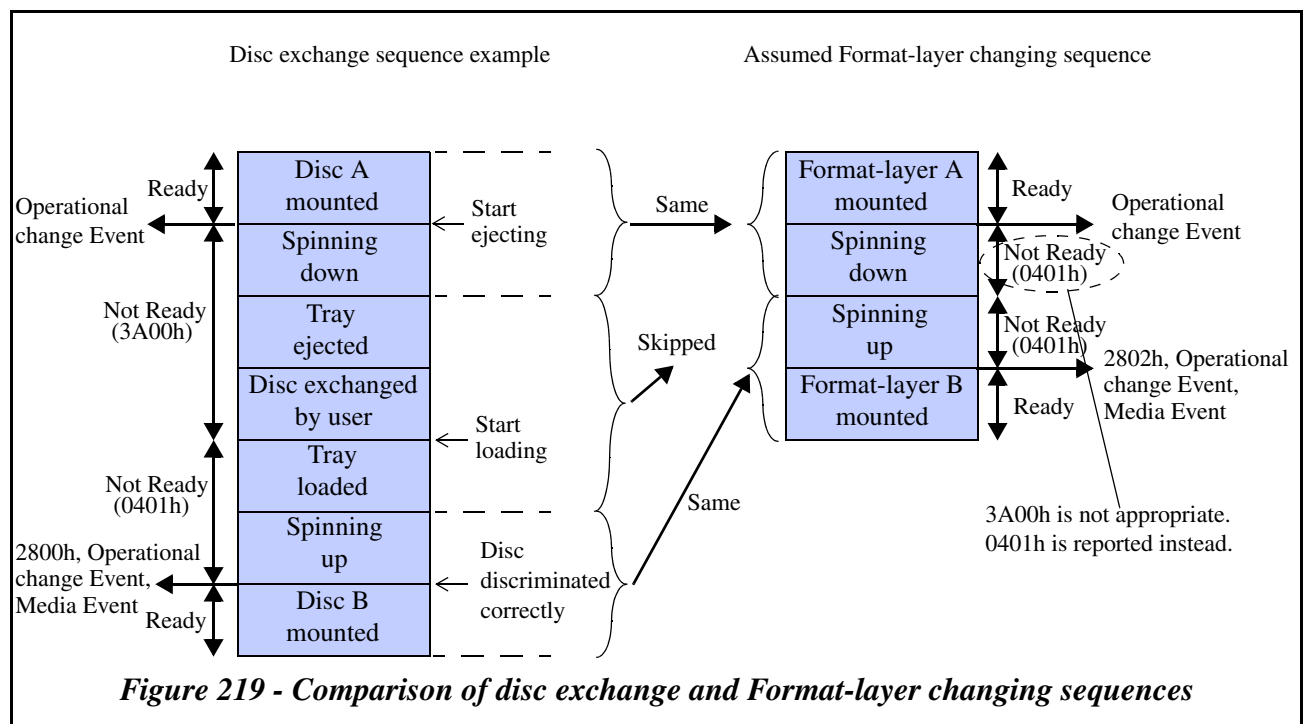 Disc exchange sequence example
Assumed Format-layer changing sequence
Ready
Operational
change Event
Not Ready
(3A00h)
Not Ready
(0401h)
2800h, Operational
change Event,
Media Event
Ready
Disc A
mounted
Spinning
down
Tray
ejected
Disc exchanged
by user
Tray
loaded
Spinning
up
Disc B
mounted
Start
ejecting
Start
loading
Disc
discriminated
correctly
Same
Skipped
Same
Format-layer A
mounted
Spinning
down
Spinning
up
Format-layer B
mounted
Ready
Operational
change Event
Not Ready
(0401h)
Not Ready
(0401h)
2802h, Operational
change Event,
Media Event
Ready
3A00h is not appropriate.
0401h is reported instead.
Figure 219 - Comparison of disc exchange and Format-layer changing sequences